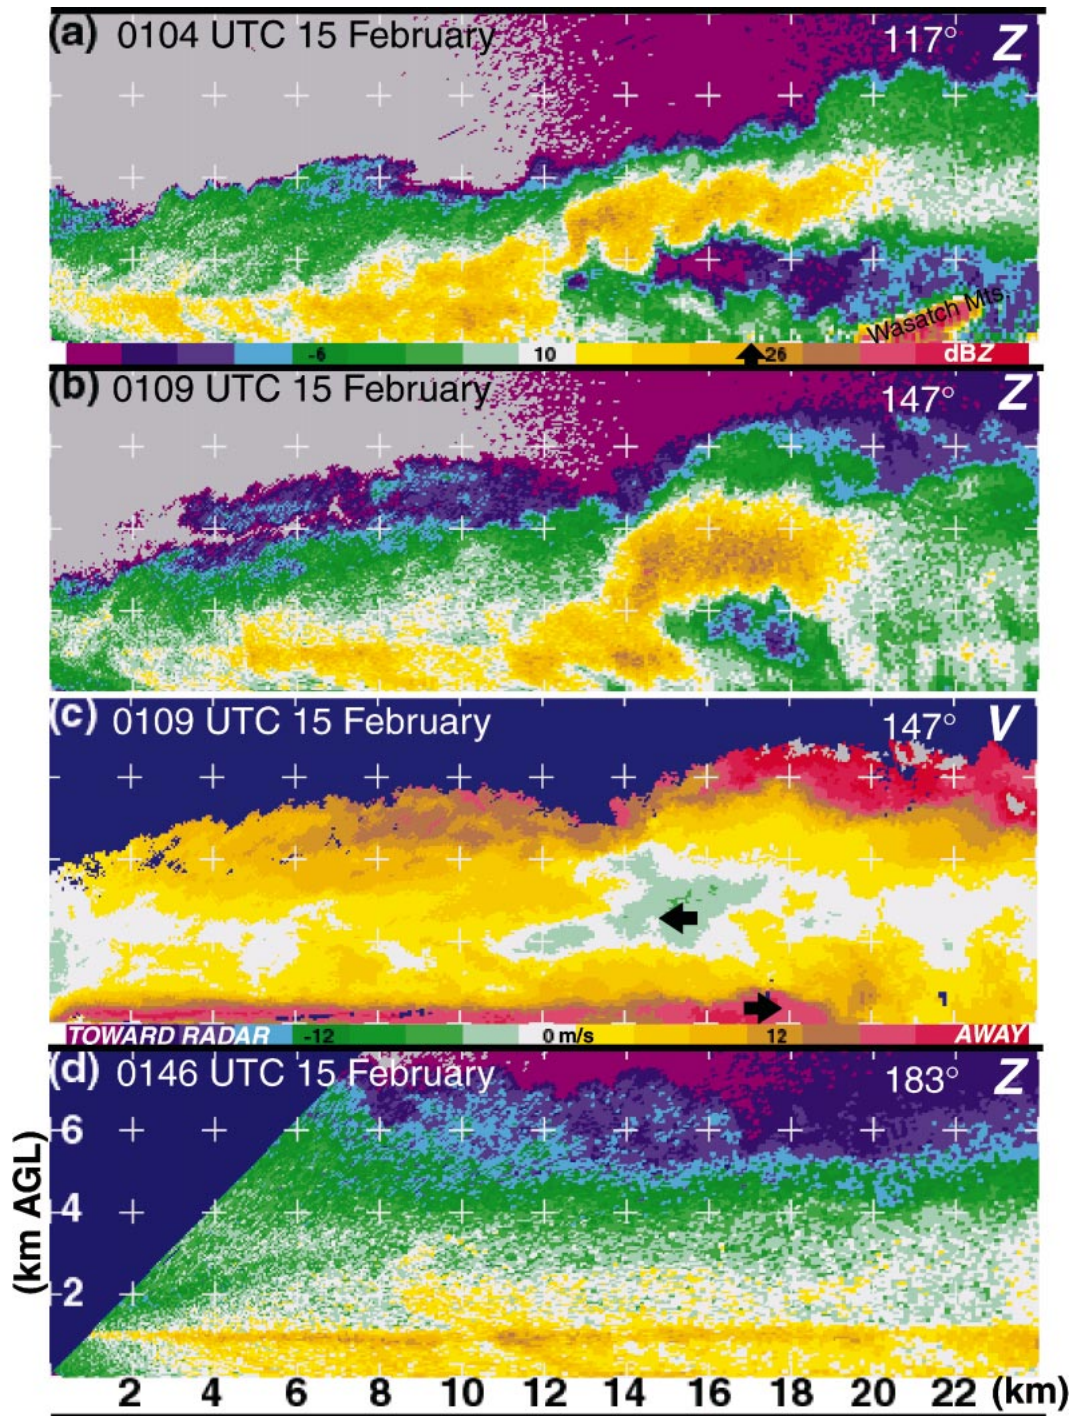 (a) 0104 UTC 15 February 117° Z
Wasatch Mts.
-6 10 26 dBZ
(b) 0109 UTC 15 February 147° Z
(c) 0109 UTC 15 February 147° V
TOWARD RADAR -12 0 m/s 12 AWAY
(d) 0146 UTC 15 February 183° Z
6
4
2
(km AGL)
2 4 6 8 10 12 14 16 18 20 22 (km)